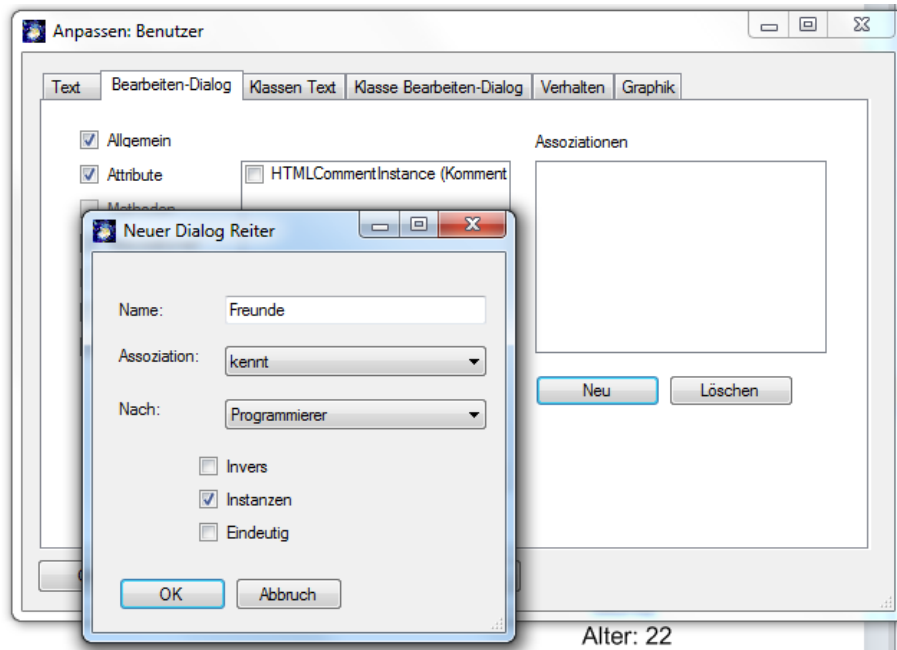 Anpassen: Benutzer
Text Bearbeiten-Dialog Klassen Text Klasse Bearbeiten-Dialog Verhalten Graphik
Allgemein
Assoziationen
Attribute
HTMLCommentInstance (Komment
Methoden
Neuer Dialog Reiter
Name: Freunde
Assoziation: kennt
Neu Löschen
Nach: Programmierer
Invers
Instanzen
Eindeutig
OK Abbruch
Alter: 22